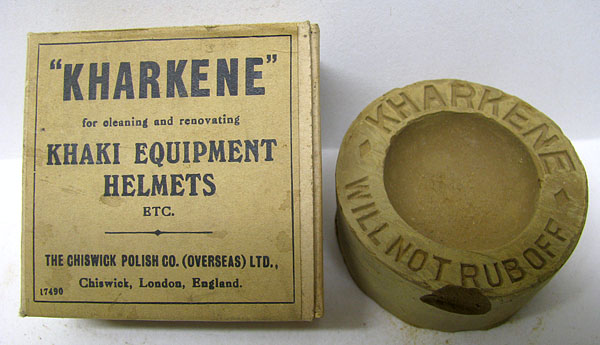 "KHARKENE"
for cleaning and renovating
KHAKI EQUIPMENT
HELMETS
ETC.
THE CHISWICK POLISH CO. (OVERSEAS) LTD.,
Chiswick, London, England.
17490
KHARKENE
WILL NOT RUB OFF